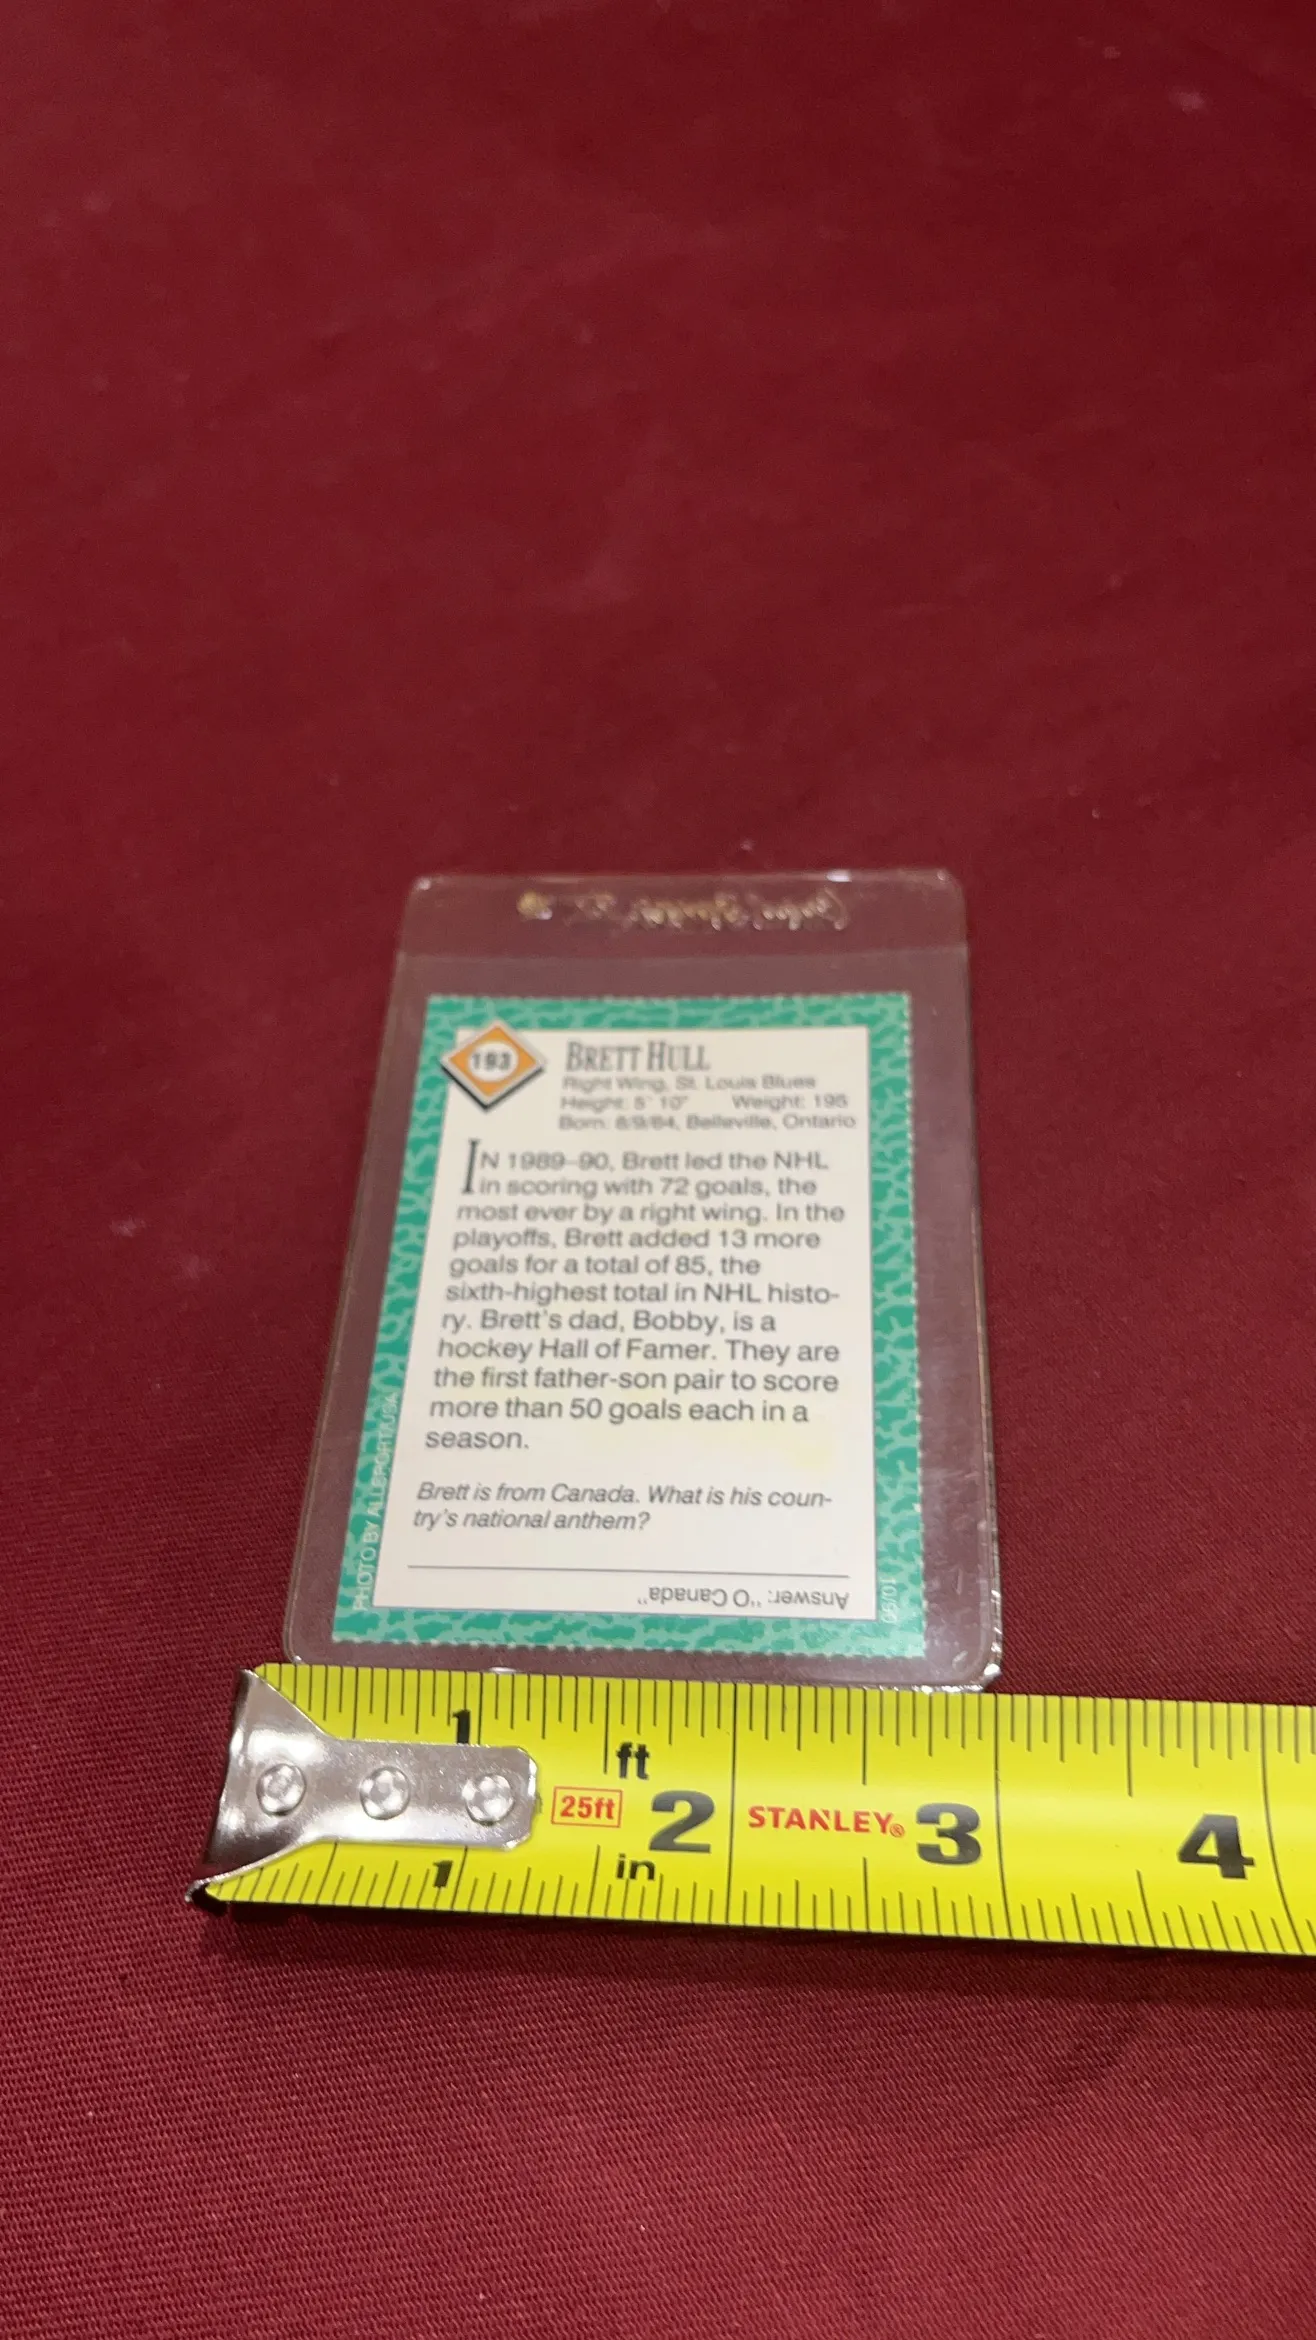 193
BRETT HULL
Right Wing, St. Louis Blues
Height: 5' 10" Weight: 195
Born: 8/9/64, Belleville, Ontario
IN 1989–90, Brett led the NHL
in scoring with 72 goals, the
most ever by a right wing. In the
playoffs, Brett added 13 more
goals for a total of 85, the
sixth-highest total in NHL histo-
ry. Brett's dad, Bobby, is a
hockey Hall of Famer. They are
the first father-son pair to score
more than 50 goals each in a
season.
Brett is from Canada. What is his coun-
try's national anthem?
Answer: "O Canada"
PHOTO BY ALLSPORT/USA
10/90
1
ft
25ft
2
STANLEY®
3
4
1
in